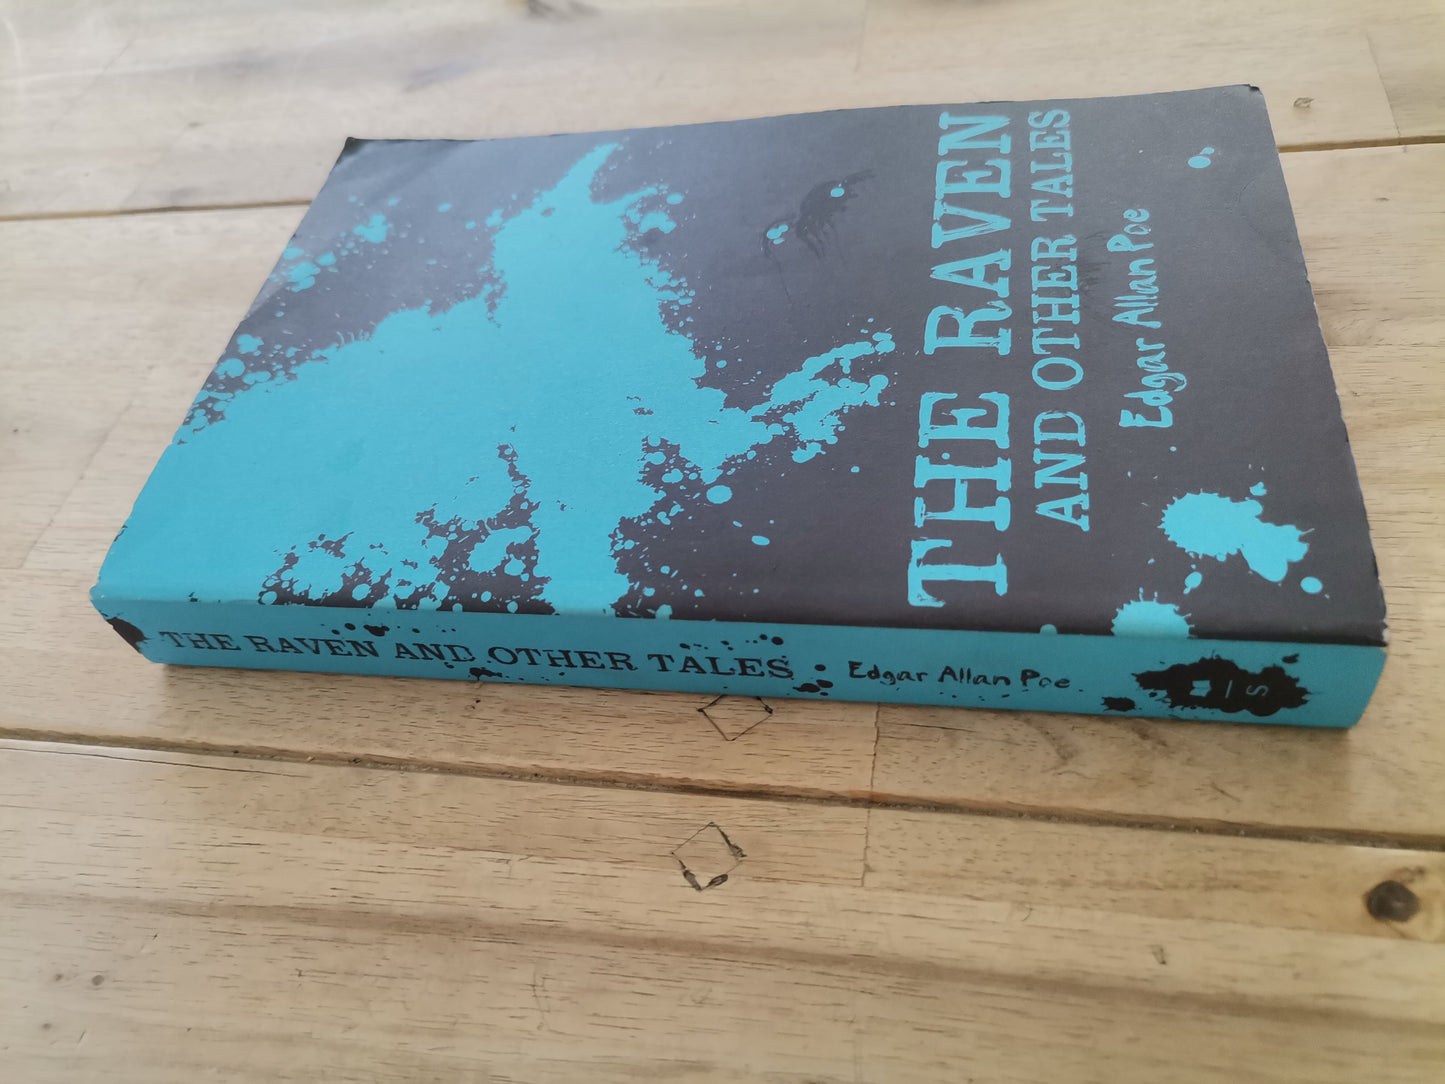 THE RAVEN
AND OTHER TALES
Edgar Allan Poe
THE RAVEN AND OTHER TALES Edgar Allan Poe S